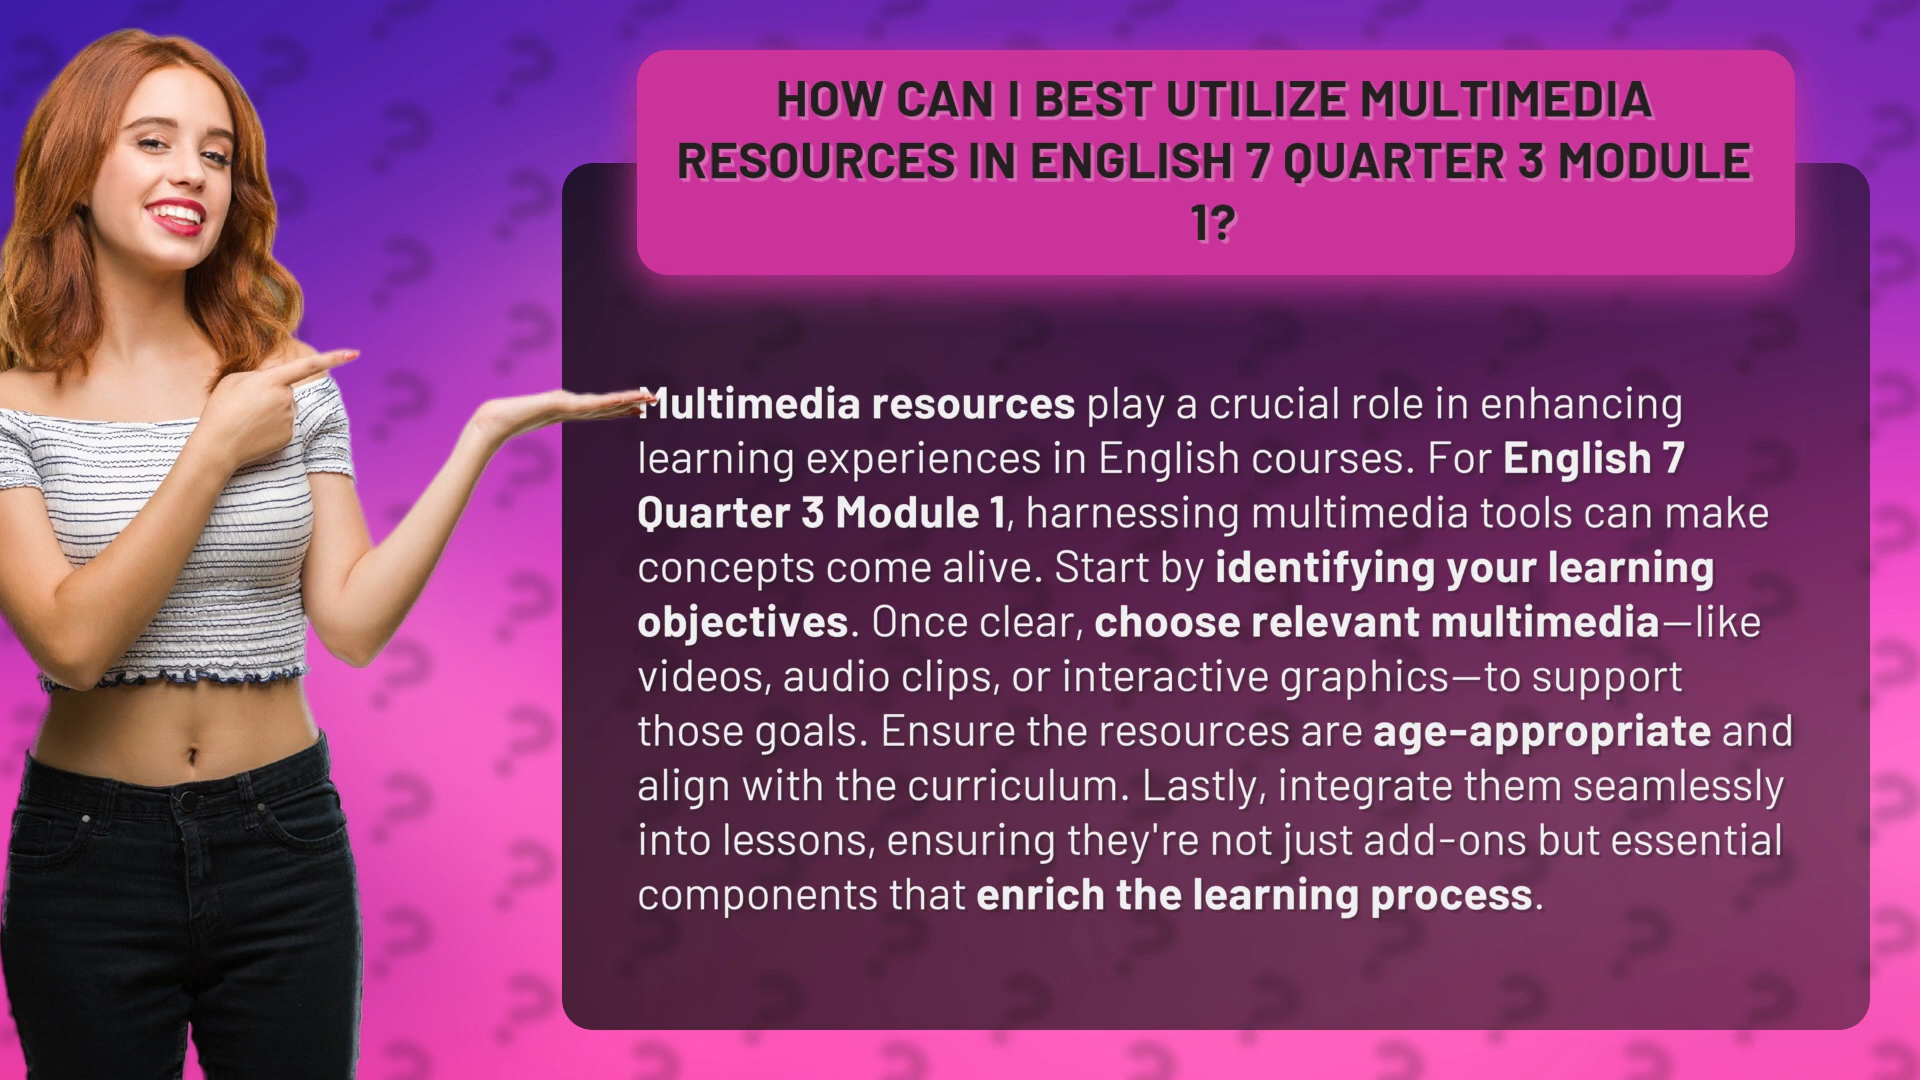 HOW CAN I BEST UTILIZE MULTIMEDIA
RESOURCES IN ENGLISH 7 QUARTER 3 MODULE
1?
Multimedia resources play a crucial role in enhancing
learning experiences in English courses. For English 7
Quarter 3 Module 1, harnessing multimedia tools can make
concepts come alive. Start by identifying your learning
objectives. Once clear, choose relevant multimedia—like
videos, audio clips, or interactive graphics—to support
those goals. Ensure the resources are age-appropriate and
align with the curriculum. Lastly, integrate them seamlessly
into lessons, ensuring they're not just add-ons but essential
components that enrich the learning process.